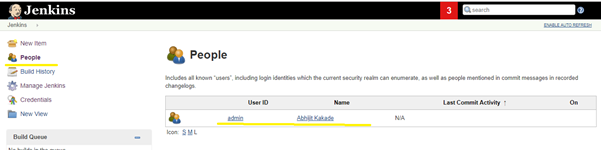 Jenkins
3
search
Jenkins
ENABLE AUTO REFRESH
New Item
People
Build History
Manage Jenkins
Credentials
New View
Build Queue
No builds in the queue.
People
Includes all known "users", including login identities which the current security realm can enumerate, as well as people mentioned in commit messages in recorded changelogs.
User ID Name Last Commit Activity ↑ On
admin Abhijit Kakade N/A
Icon: S M L